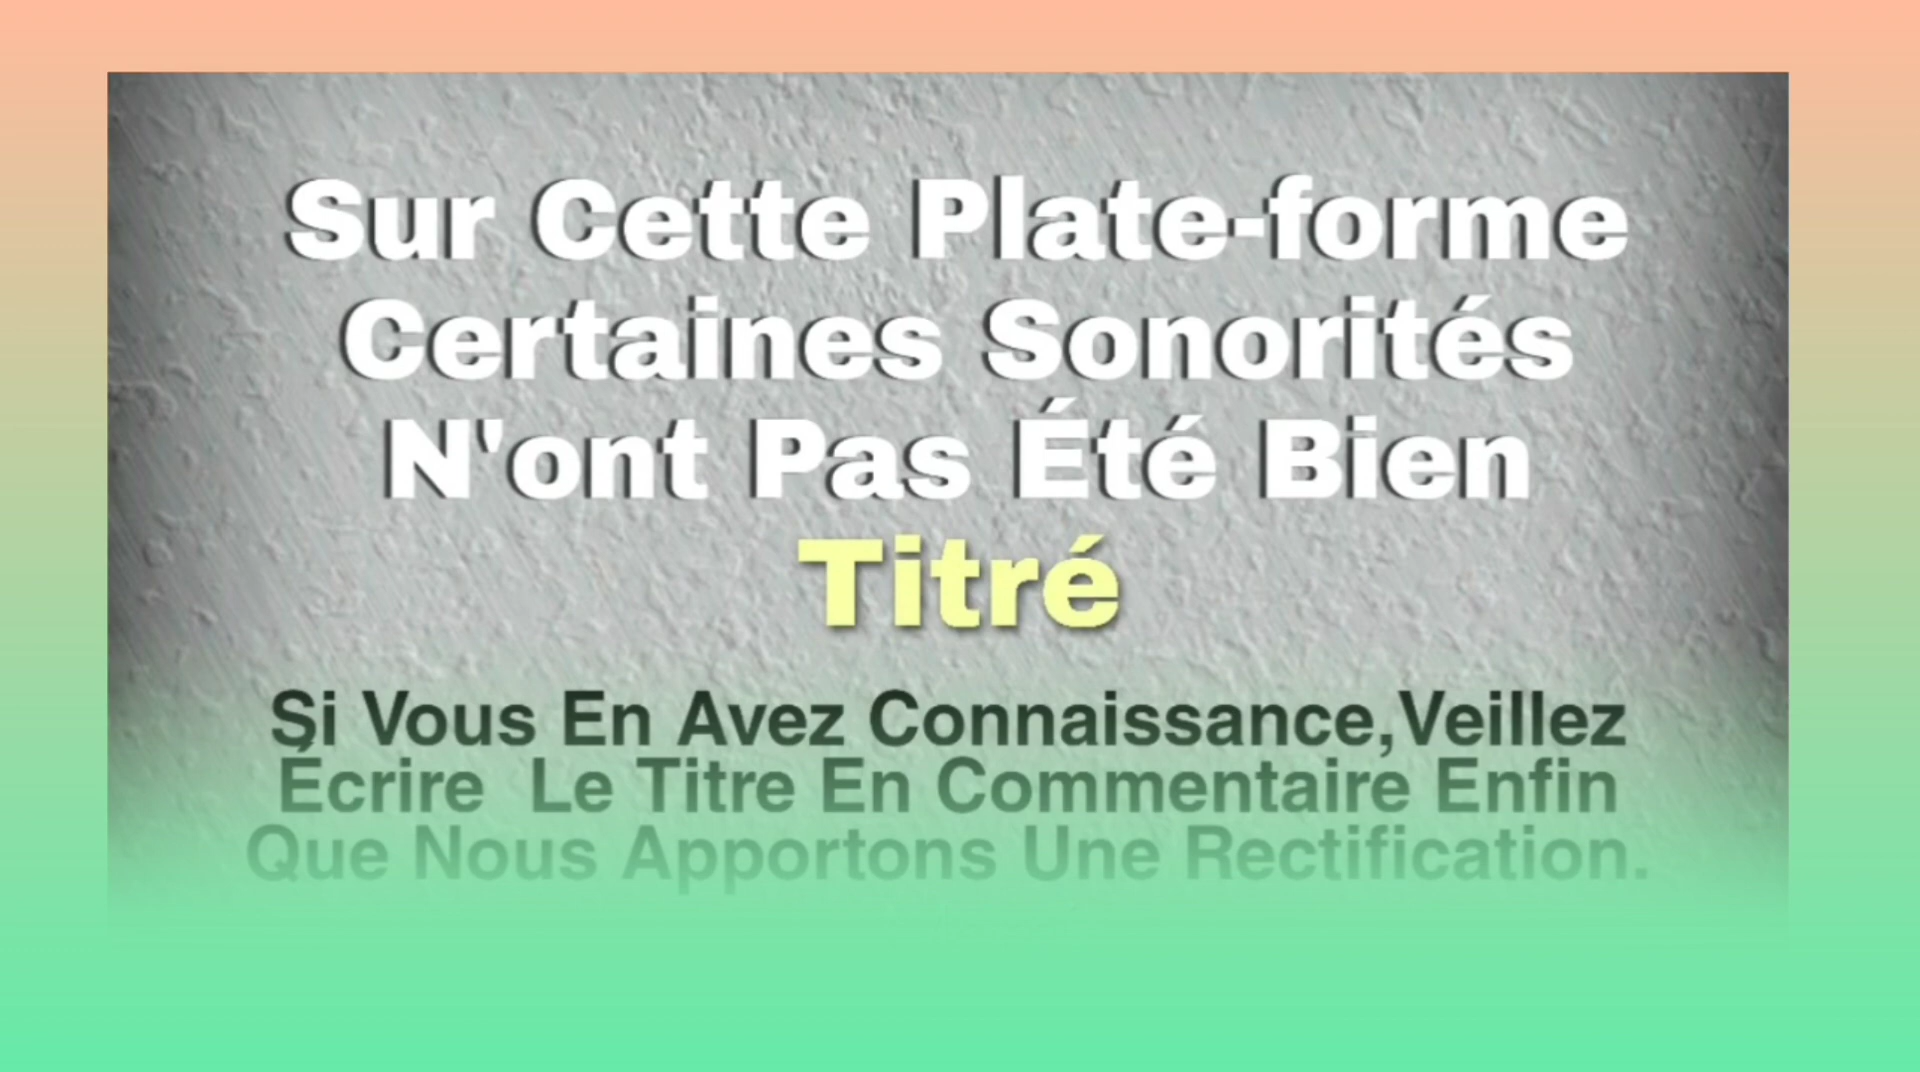 Sur Cette Plate-forme
Certaines Sonorités
N'ont Pas Été Bien
Titré
Si Vous En Avez Connaissance,Veillez
Écrire  Le Titre En Commentaire Enfin
Que Nous Apportons Une Rectification.